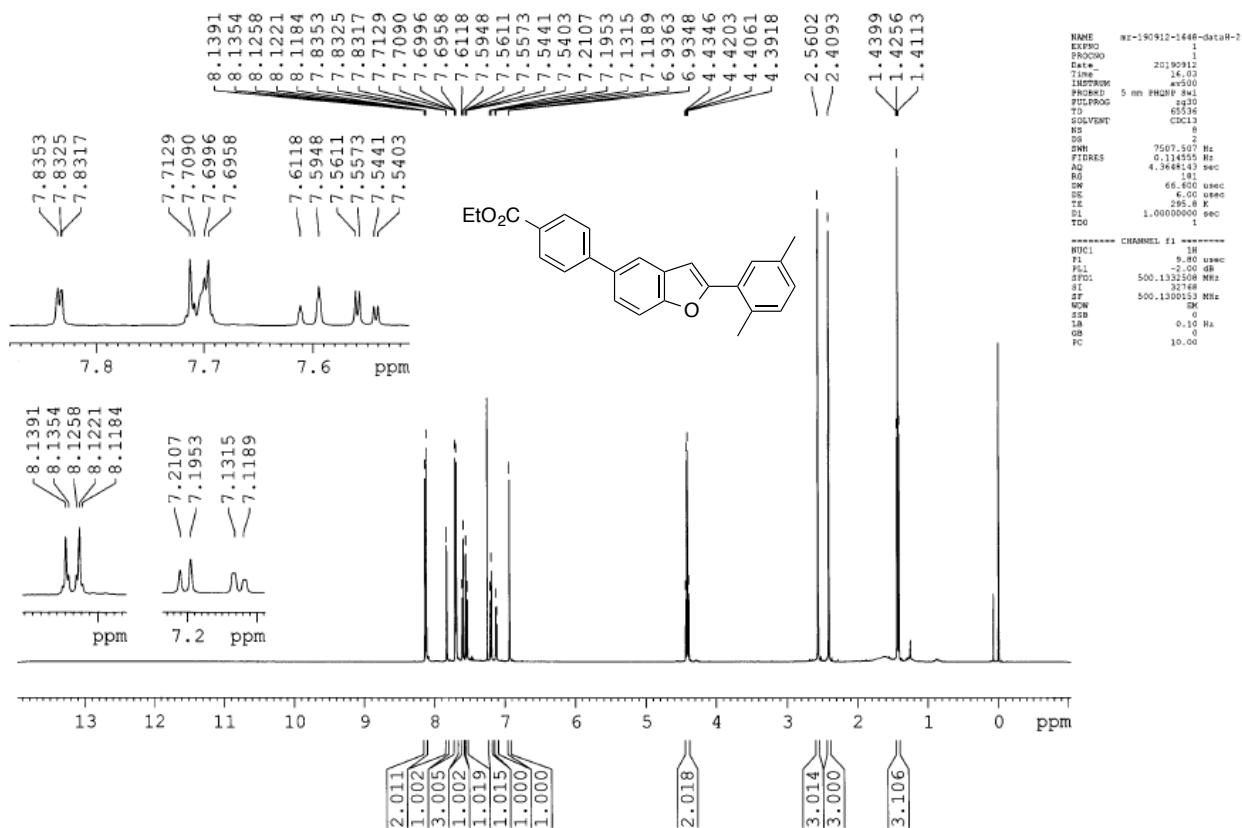 8.1391
8.1354
8.1258
8.1221
8.1184
7.8353
7.8325
7.8317
7.7129
7.7090
7.6996
7.6958
7.6118
7.5948
7.5611
7.5573
7.5441
7.5403
7.2107
7.1953
7.1315
7.1189
6.9363
6.9348
4.4346
4.4203
4.4061
4.3918
2.5602
2.4093
1.4399
1.4256
1.4113
NAME mr-190912-1648-dataH-2
EXPNO 1
PROCNO 1
Date_ 20190912
Time 16.03
INSTRUM av500
PROBHD 5 mm PHQNP Swi
PULPROG zg30
TD 65536
SOLVENT CDCl3
NS 8
DS 2
SWH 7507.507 Hz
FIDRES 0.114555 Hz
AQ 4.3648143 sec
RG 181
DW 66.600 usec
DE 6.00 usec
TE 295.8 K
D1 1.00000000 sec
TD0 1
======== CHANNEL f1 ========
NUC1 1H
P1 9.80 usec
PL1 -2.00 dB
SFO1 500.1332508 MHz
SI 32768
SF 500.1300153 MHz
WDW EM
SSB 0
LB 0.10 Hz
GB 0
PC 10.00
7.8353
7.8325
7.8317
7.7129
7.7090
7.6996
7.6958
7.6118
7.5948
7.5611
7.5573
7.5441
7.5403
7.8 7.7 7.6 ppm
EtO2C
O
8.1391
8.1354
8.1258
8.1221
8.1184
7.2107
7.1953
7.1315
7.1189
ppm
7.2 ppm
13 12 11 10 9 8 7 6 5 4 3 2 1 0 ppm
2.011
1.002
3.005
1.002
1.019
1.015
1.000
1.000
2.018
3.014
3.000
3.106